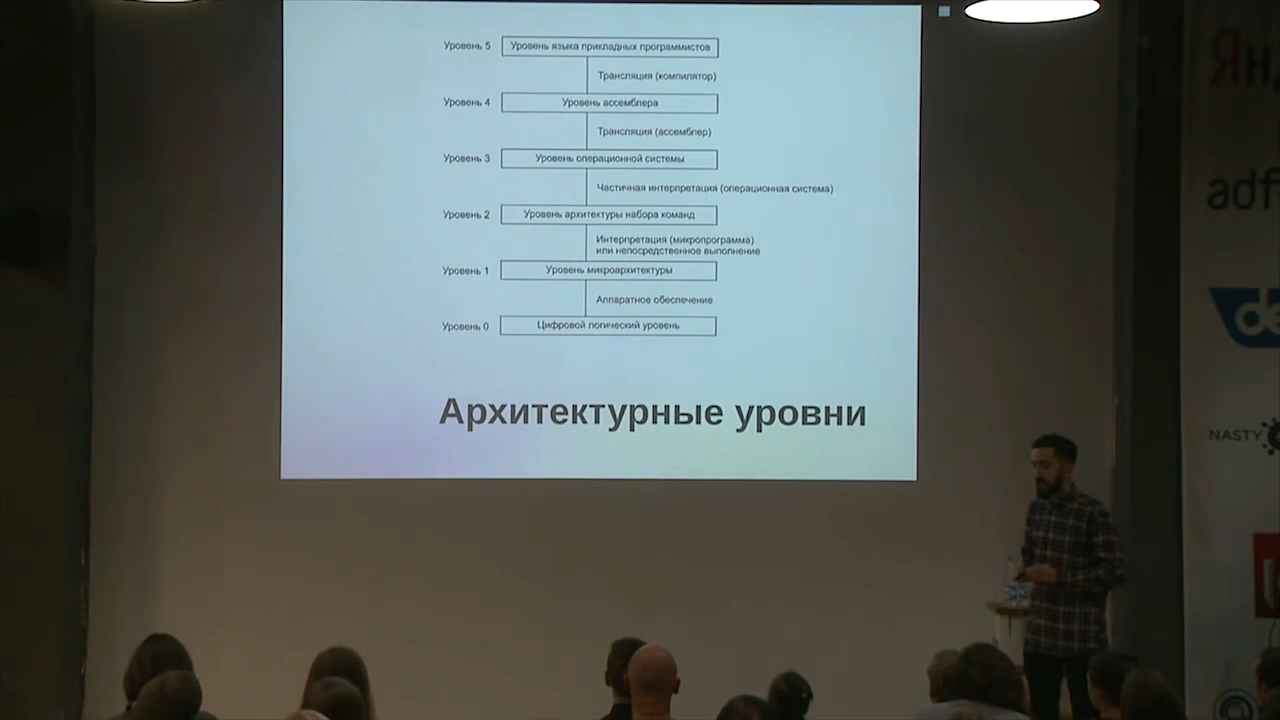 Уровень 5
Уровень языка прикладных программистов
Трансляция (компилятор)
Уровень 4
Уровень ассемблера
Трансляция (ассемблер)
Уровень 3
Уровень операционной системы
Частичная интерпретация (операционная система)
Уровень 2
Уровень архитектуры набора команд
Интерпретация (микропрограмма)
или непосредственное выполнение
Уровень 1
Уровень микроархитектуры
Аппаратное обеспечение
Уровень 0
Цифровой логический уровень
Архитектурные уровни
NASTY